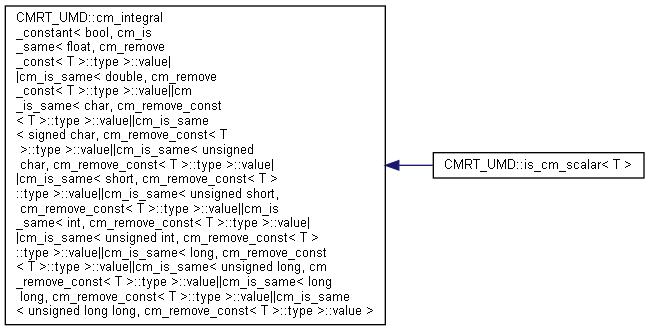 CMRT_UMD::cm_integral
_constant< bool, cm_is
_same< float, cm_remove
_const< T >::type >::value|
|cm_is_same< double, cm_remove
_const< T >::type >::value||cm
_is_same< char, cm_remove_const
< T >::type >::value||cm_is_same
< signed char, cm_remove_const< T
 >::type >::value||cm_is_same< unsigned
 char, cm_remove_const< T >::type >::value|
|cm_is_same< short, cm_remove_const< T >
::type >::value||cm_is_same< unsigned short,
 cm_remove_const< T >::type >::value||cm_is
_same< int, cm_remove_const< T >::type >::value|
|cm_is_same< unsigned int, cm_remove_const< T >
::type >::value||cm_is_same< long, cm_remove_const
< T >::type >::value||cm_is_same< unsigned long, cm
_remove_const< T >::type >::value||cm_is_same< long
 long, cm_remove_const< T >::type >::value||cm_is_same
< unsigned long long, cm_remove_const< T >::type >::value >
CMRT_UMD::is_cm_scalar< T >